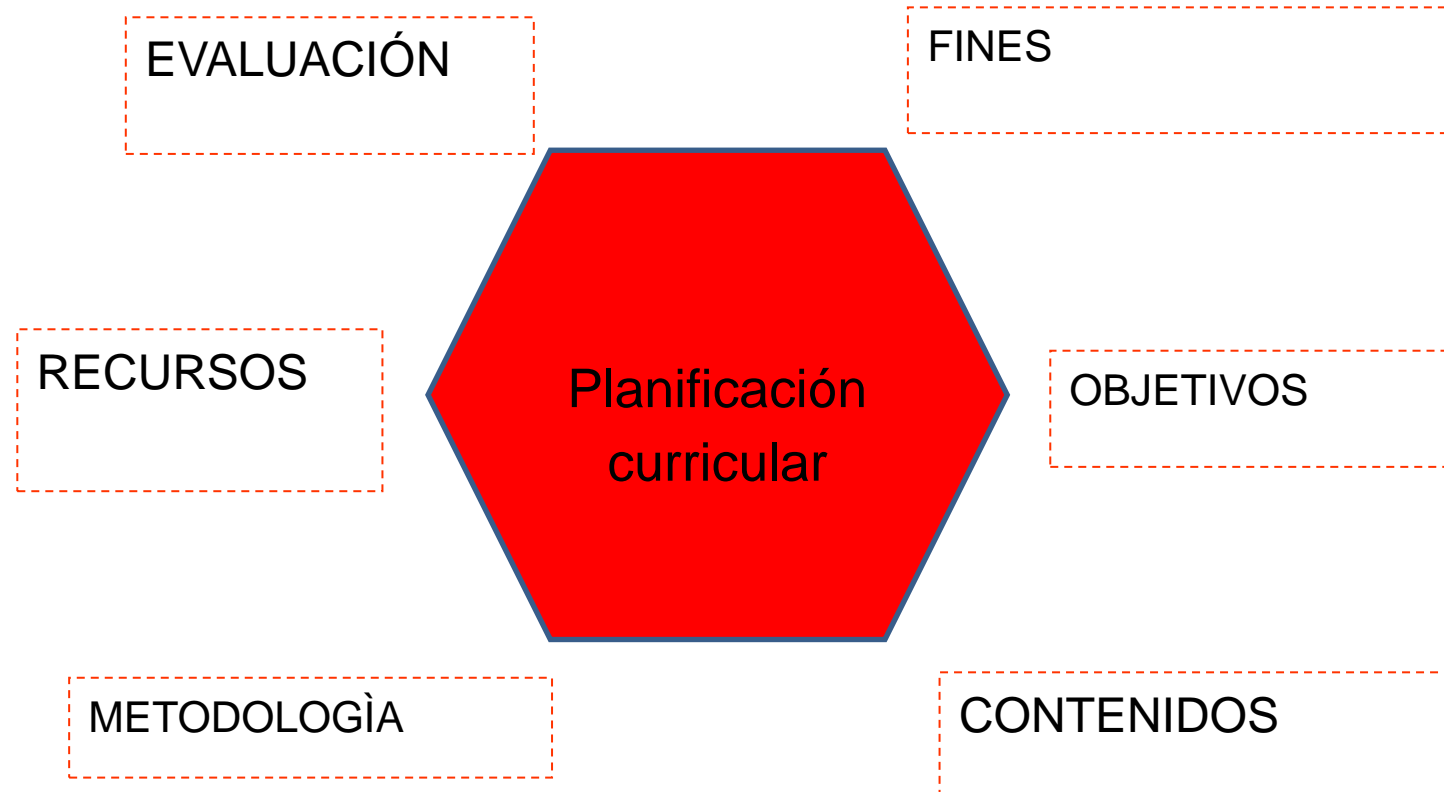 EVALUACIÓN
FINES
RECURSOS
Planificación
curricular
OBJETIVOS
METODOLOGÌA
CONTENIDOS